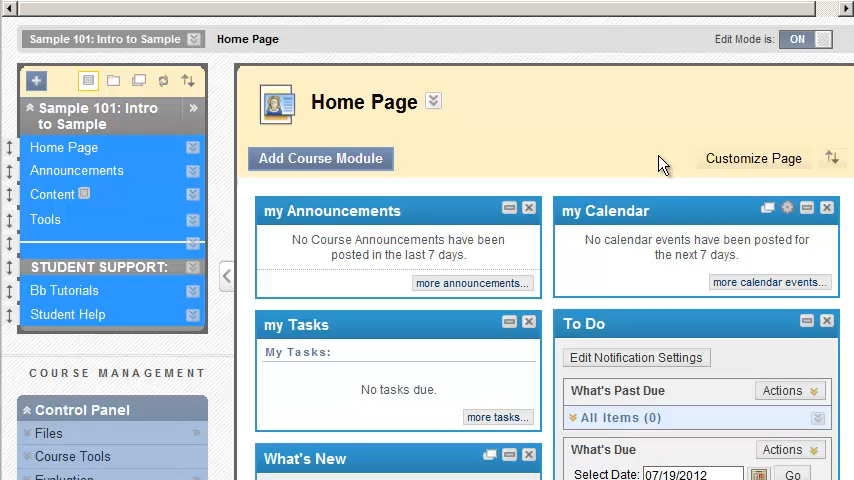 Sample 101: Intro to Sample
Home Page
Edit Mode is:
ON
Sample 101: Intro
to Sample
Home Page
Announcements
Content
Tools
STUDENT SUPPORT:
Bb Tutorials
Student Help
COURSE MANAGEMENT
Control Panel
Files
Course Tools
Evaluation
Home Page
Add Course Module
Customize Page
my Announcements
No Course Announcements have been
posted in the last 7 days.
more announcements...
my Tasks
My Tasks:
No tasks due.
more tasks...
What's New
my Calendar
No calendar events have been posted for
the next 7 days.
more calendar events...
To Do
Edit Notification Settings
What's Past Due
Actions
All Items (0)
What's Due
Actions
Select Date:
07/19/2012
Go